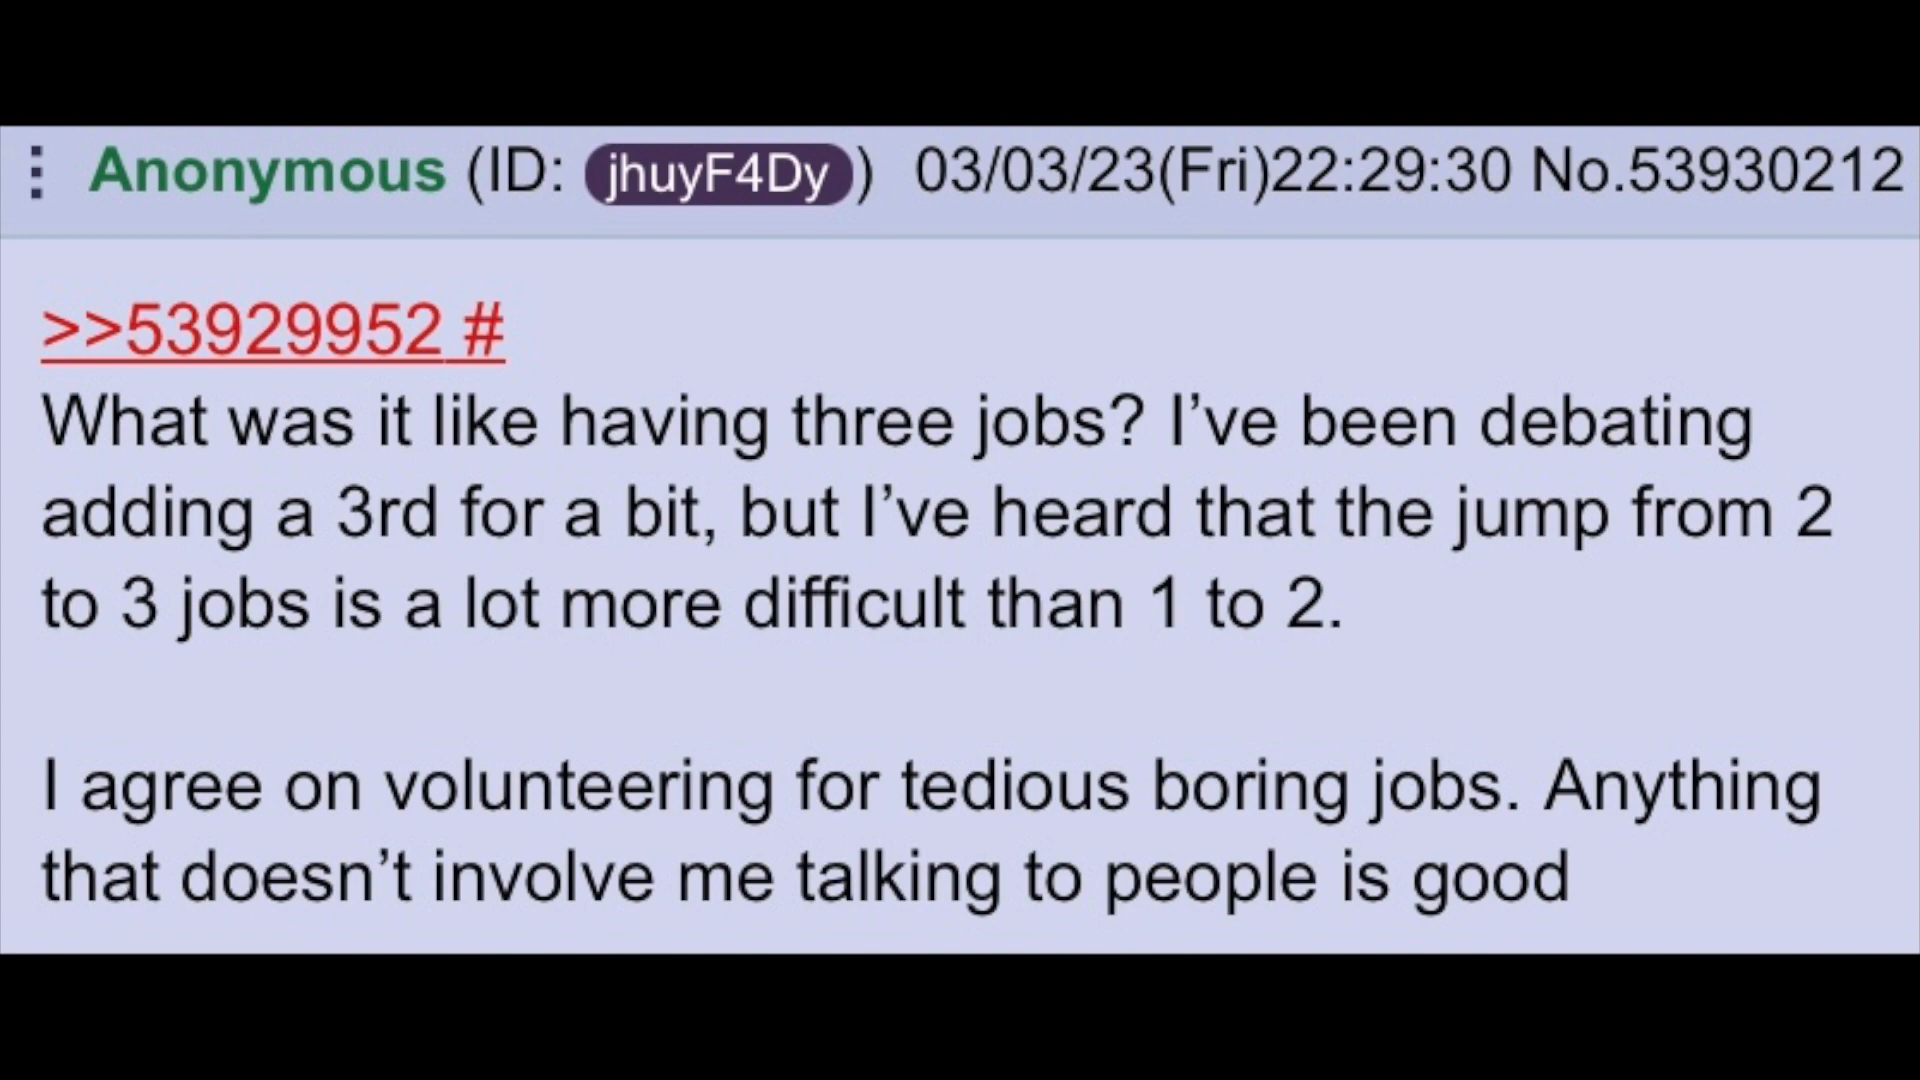 Anonymous (ID: jhuyF4Dy) 03/03/23(Fri)22:29:30 No.53930212
>>53929952 #
What was it like having three jobs? I’ve been debating
adding a 3rd for a bit, but I’ve heard that the jump from 2
to 3 jobs is a lot more difficult than 1 to 2.
I agree on volunteering for tedious boring jobs. Anything
that doesn’t involve me talking to people is good